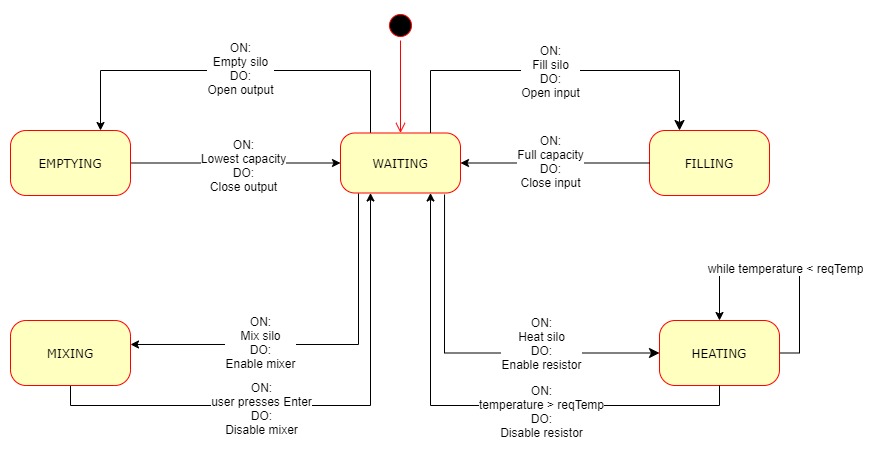 ON:
Empty silo
DO:
Open output
ON:
Fill silo
DO:
Open input
EMPTYING
ON:
Lowest capacity
DO:
Close output
WAITING
ON:
Full capacity
DO:
Close input
FILLING
while temperature < reqTemp
MIXING
ON:
Mix silo
DO:
Enable mixer
ON:
Heat silo
DO:
Enable resistor
HEATING
ON:
user presses Enter
DO:
Disable mixer
ON:
temperature > reqTemp
DO:
Disable resistor